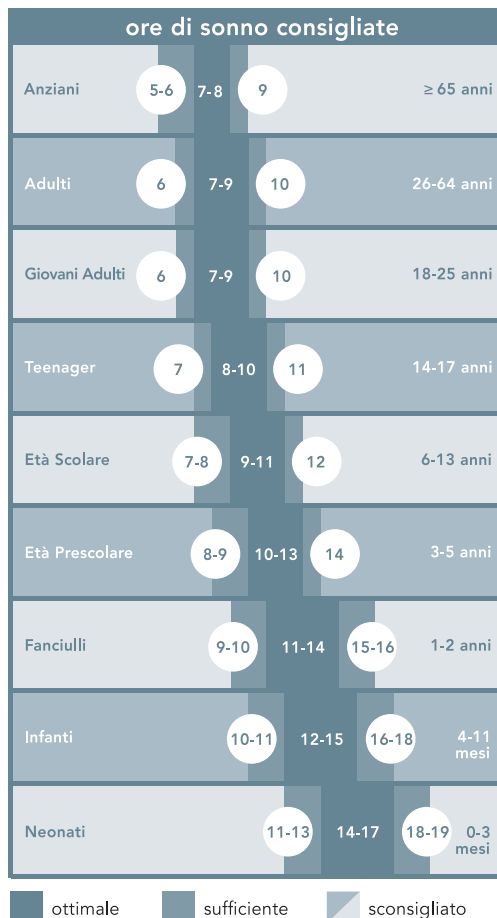 ore di sonno consigliate
Anziani 5-6 7-8 9 ≥ 65 anni
Adulti 6 7-9 10 26-64 anni
Giovani Adulti 6 7-9 10 18-25 anni
Teenager 7 8-10 11 14-17 anni
Età Scolare 7-8 9-11 12 6-13 anni
Età Prescolare 8-9 10-13 14 3-5 anni
Fanciulli 9-10 11-14 15-16 1-2 anni
Infanti 10-11 12-15 16-18 4-11
mesi
Neonati 11-13 14-17 18-19 0-3
mesi
ottimale sufficiente sconsigliato